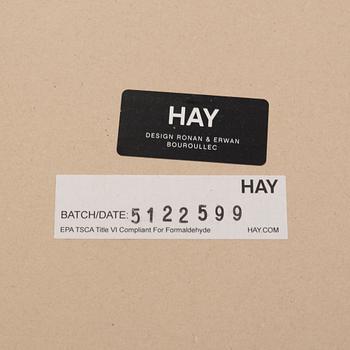 HAY
DESIGN RONAN & ERWAN
BOUROULLEC
HAY
BATCH/DATE: 5122599
EPA TSCA Title VI Compliant For Formaldehyde HAY.COM